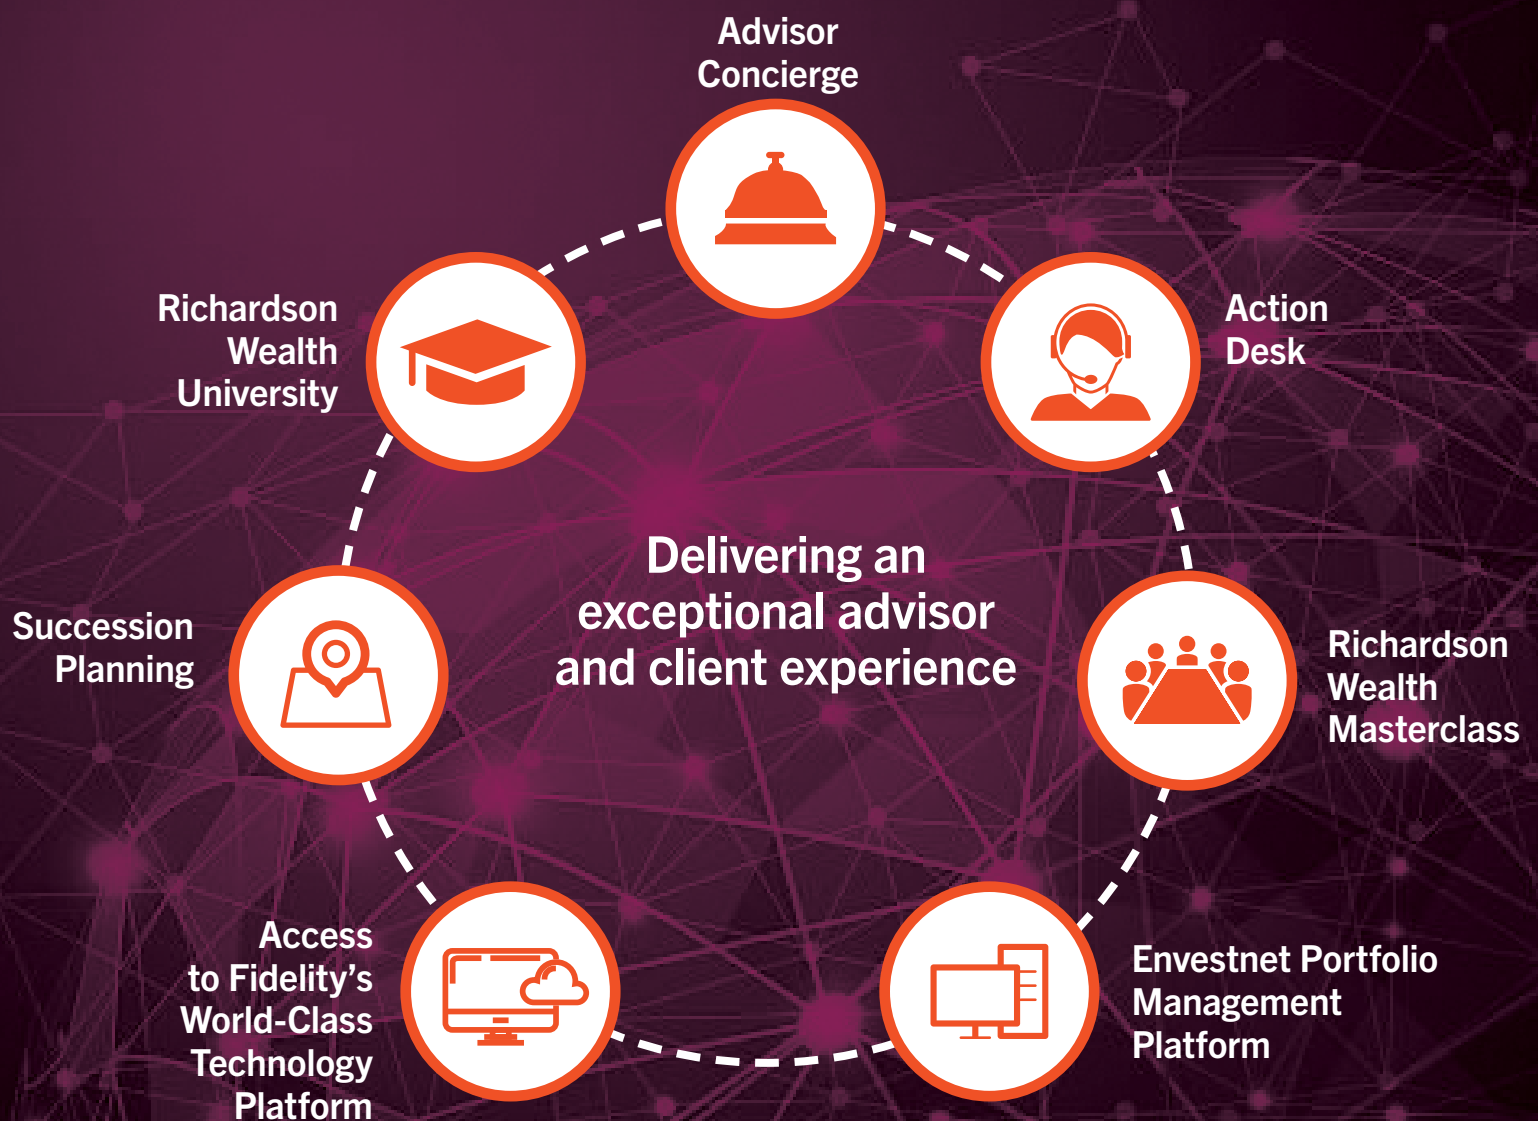 Advisor
Concierge
Action
Desk
Richardson
Wealth
Masterclass
Envestnet Portfolio
Management
Platform
Access
to Fidelity’s
World-Class
Technology
Platform
Succession
Planning
Richardson
Wealth
University
Delivering an
exceptional advisor
and client experience